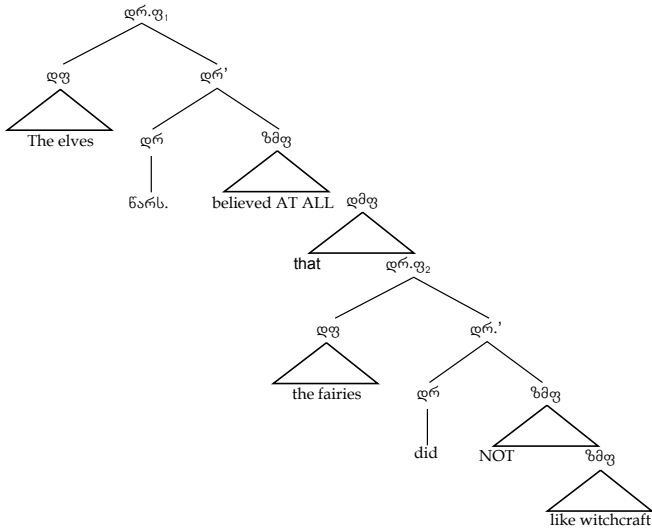 დრ.ფ₁
დფ
დრ’
The elves
დრ
ზმფ
წარს.
believed AT ALL
დმფ
that
დრ.ფ₂
დფ
დრ.’
the fairies
დრ
ზმფ
did
NOT
ზმფ
like witchcraft